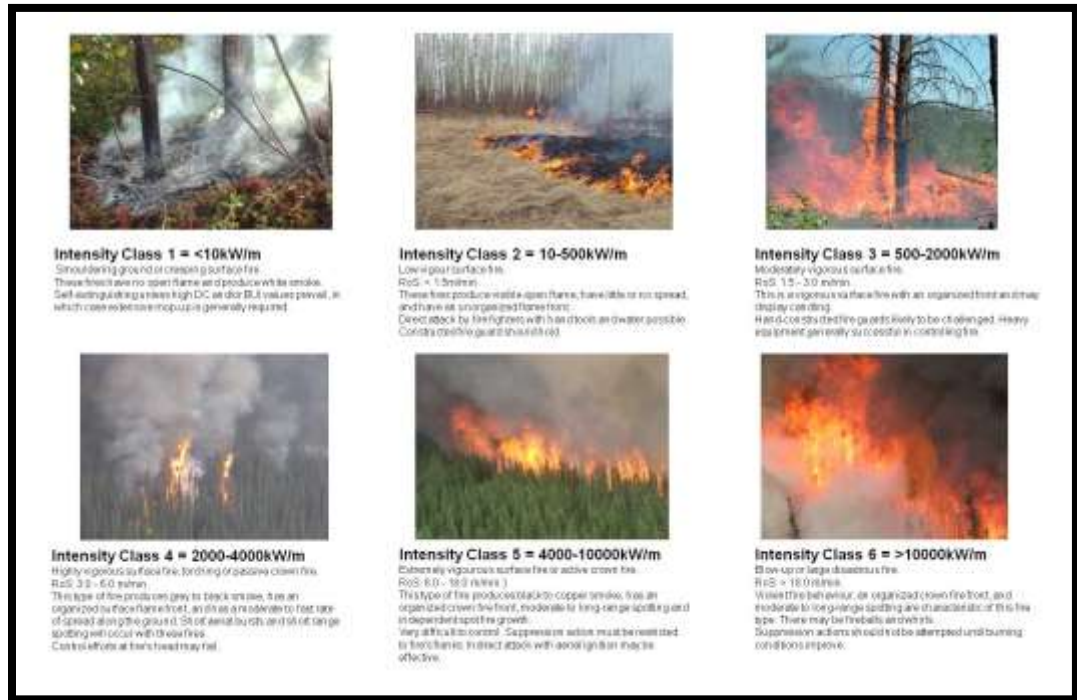 Intensity Class 1 = <10kW/m
Smouldering ground or creeping surface fire.
These fires have no open flame and produce white smoke.
Self-extinguishing unless high DC and/or BUI values prevail, in
which case extensive mop-up is generally required.
Intensity Class 2 = 10-500kW/m
Low vigour surface fire.
RoS: < 1.5m/min.
These fires produce visible open flame, have little or no spread,
and have an unorganized flame front.
Direct attack by fire fighters with hand tools and water possible.
Constructed fire guard should hold.
Intensity Class 3 = 500-2000kW/m
Moderately vigorous surface fire.
RoS: 1.5 - 3.0 m/min.
This is a vigorous surface fire with an organized front and may
display candling.
Hand-constructed fire guards likely to be challenged. Heavy
equipment generally successful in controlling fire.
Intensity Class 4 = 2000-4000kW/m
Highly vigorous surface fire, torching or passive crown fire.
RoS: 3.0 - 6.0 m/min
This type of fire produces grey to black smoke, has an
organized surface flame front, and has a moderate to fast rate
of spread along the ground. Short aerial bursts and short range
spotting will occur with these fires.
Control efforts at fire's head may fail.
Intensity Class 5 = 4000-10000kW/m
Extremely vigourous surface fire or active crown fire.
RoS: 6.0 - 18.0 m/min )
This type of fire produces black to copper smoke, has an
organized crown fire front, moderate to long-range spotting and
independent spot fire growth.
Very difficult to control. Suppression action must be restricted
to fire's flanks. Indirect attack with aerial ignition may be
effective.
Intensity Class 6 = >10000kW/m
Blow-up or large disastrous fire.
RoS: > 18.0 m/min.
Violent fire behaviour, an organized crown fire front, and
moderate to long-range spotting are characteristic of this fire
type. There may be fireballs and whirls.
Suppression actions should not be attempted until burning
conditions improve.